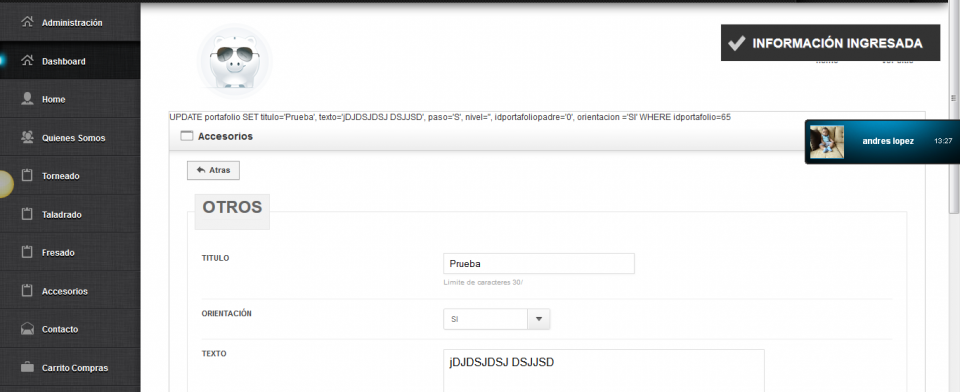 Administración
Dashboard
Home
Quienes Somos
Torneado
Taladrado
Fresado
Accesorios
Contacto
Carrito Compras
INFORMACIÓN INGRESADA
UPDATE portafolio SET titulo='Prueba', texto='jDJDSJDSJ DSJJSD', paso='S', nivel='', idportafoliopadre='0', orientacion ='SI' WHERE idportafolio=65
Accesorios
andres lopez 13:27
Atras
OTROS
TITULO
Prueba
Limite de caracteres 30/
ORIENTACIÓN
SI
TEXTO
jDJDSJDSJ DSJJSD